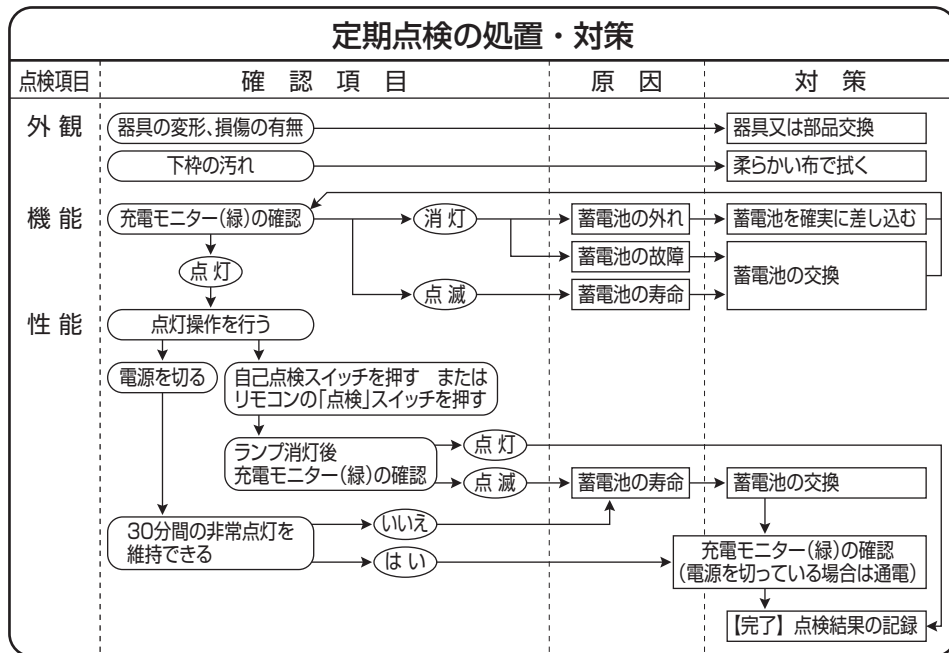 定期点検の処置・対策
点検項目 確認項目 原因 対策
外観 器具の変形、損傷の有無 器具又は部品交換
下枠の汚れ 柔らかい布で拭く
機能 充電モニター(緑)の確認 消灯 蓄電池の外れ 蓄電池を確実に差し込む
蓄電池の故障 蓄電池の交換
点灯
点滅 蓄電池の寿命
性能 点灯操作を行う
電源を切る 自己点検スイッチを押す または
リモコンの「点検」スイッチを押す
ランプ消灯後 点灯
充電モニター(緑)の確認 点滅 蓄電池の寿命 蓄電池の交換
30分間の非常点灯を いいえ
維持できる はい 充電モニター(緑)の確認
(電源を切っている場合は通電)
【完了】点検結果の記録